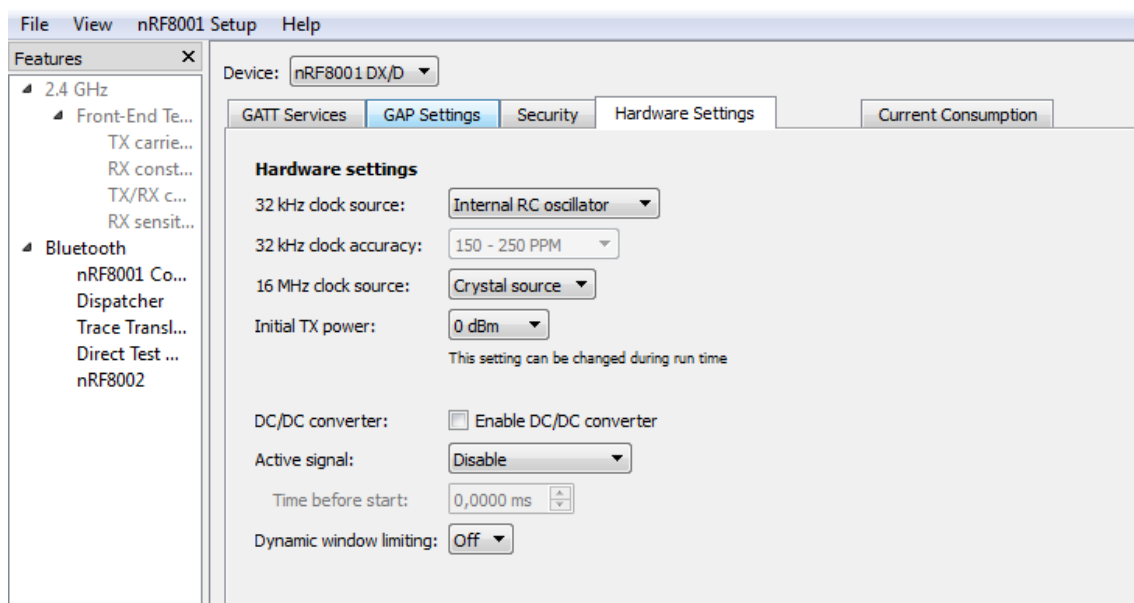 File View nRF8001 Setup Help
Features
2.4 GHz
Front-End Te...
TX carrie...
RX const...
TX/RX c...
RX sensit...
Bluetooth
nRF8001 Co...
Dispatcher
Trace Transl...
Direct Test ...
nRF8002
Device: nRF8001 DX/D
GATT Services GAP Settings Security Hardware Settings Current Consumption
Hardware settings
32 kHz clock source: Internal RC oscillator
32 kHz clock accuracy: 150 - 250 PPM
16 MHz clock source: Crystal source
Initial TX power: 0 dBm
This setting can be changed during run time
DC/DC converter: Enable DC/DC converter
Active signal: Disable
Time before start: 0,0000 ms
Dynamic window limiting: Off